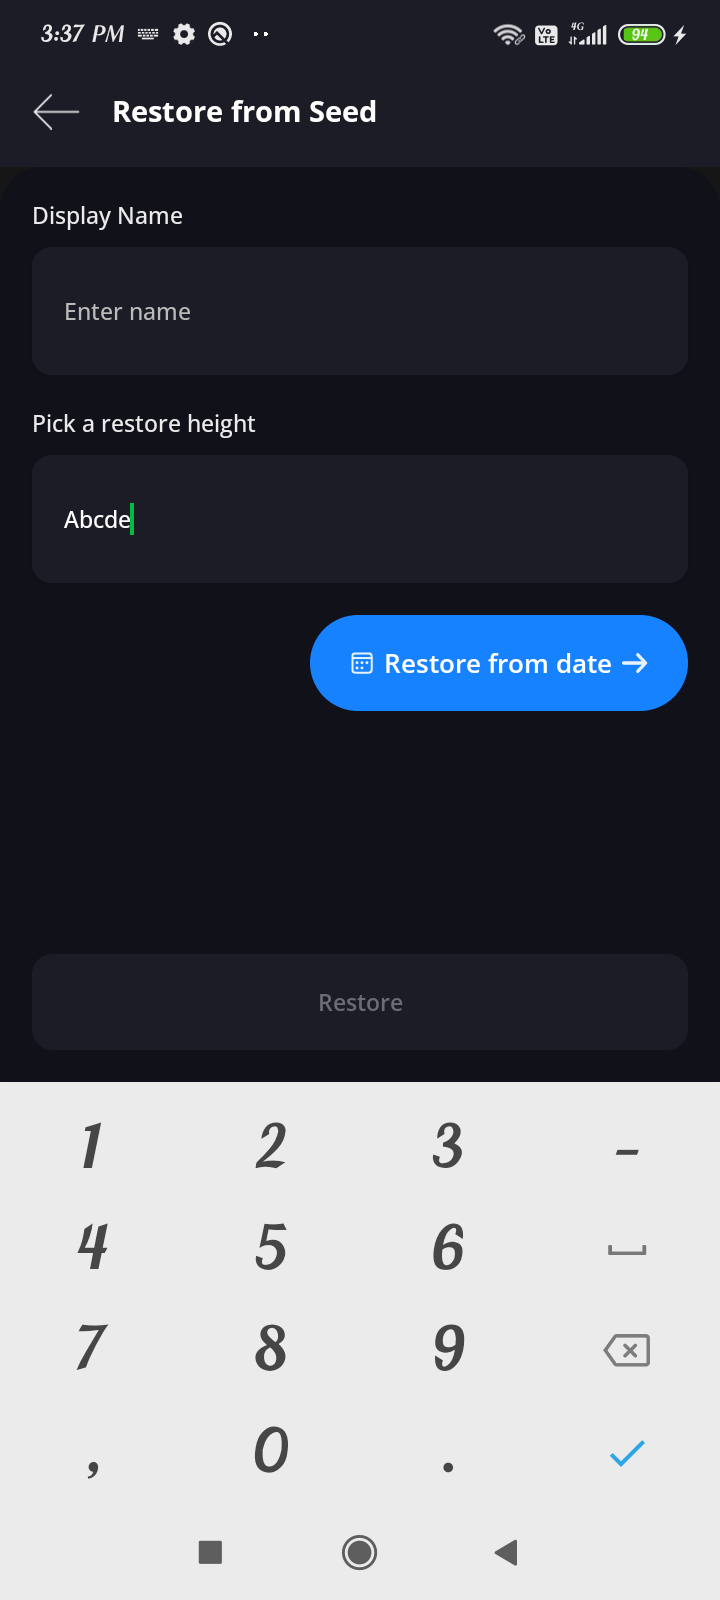 3:37 PM Vo LTE 4G 94
Restore from Seed
Display Name
Enter name
Pick a restore height
Abcde
Restore from date
Restore
1 2 3 -
4 5 6
7 8 9
, 0 .